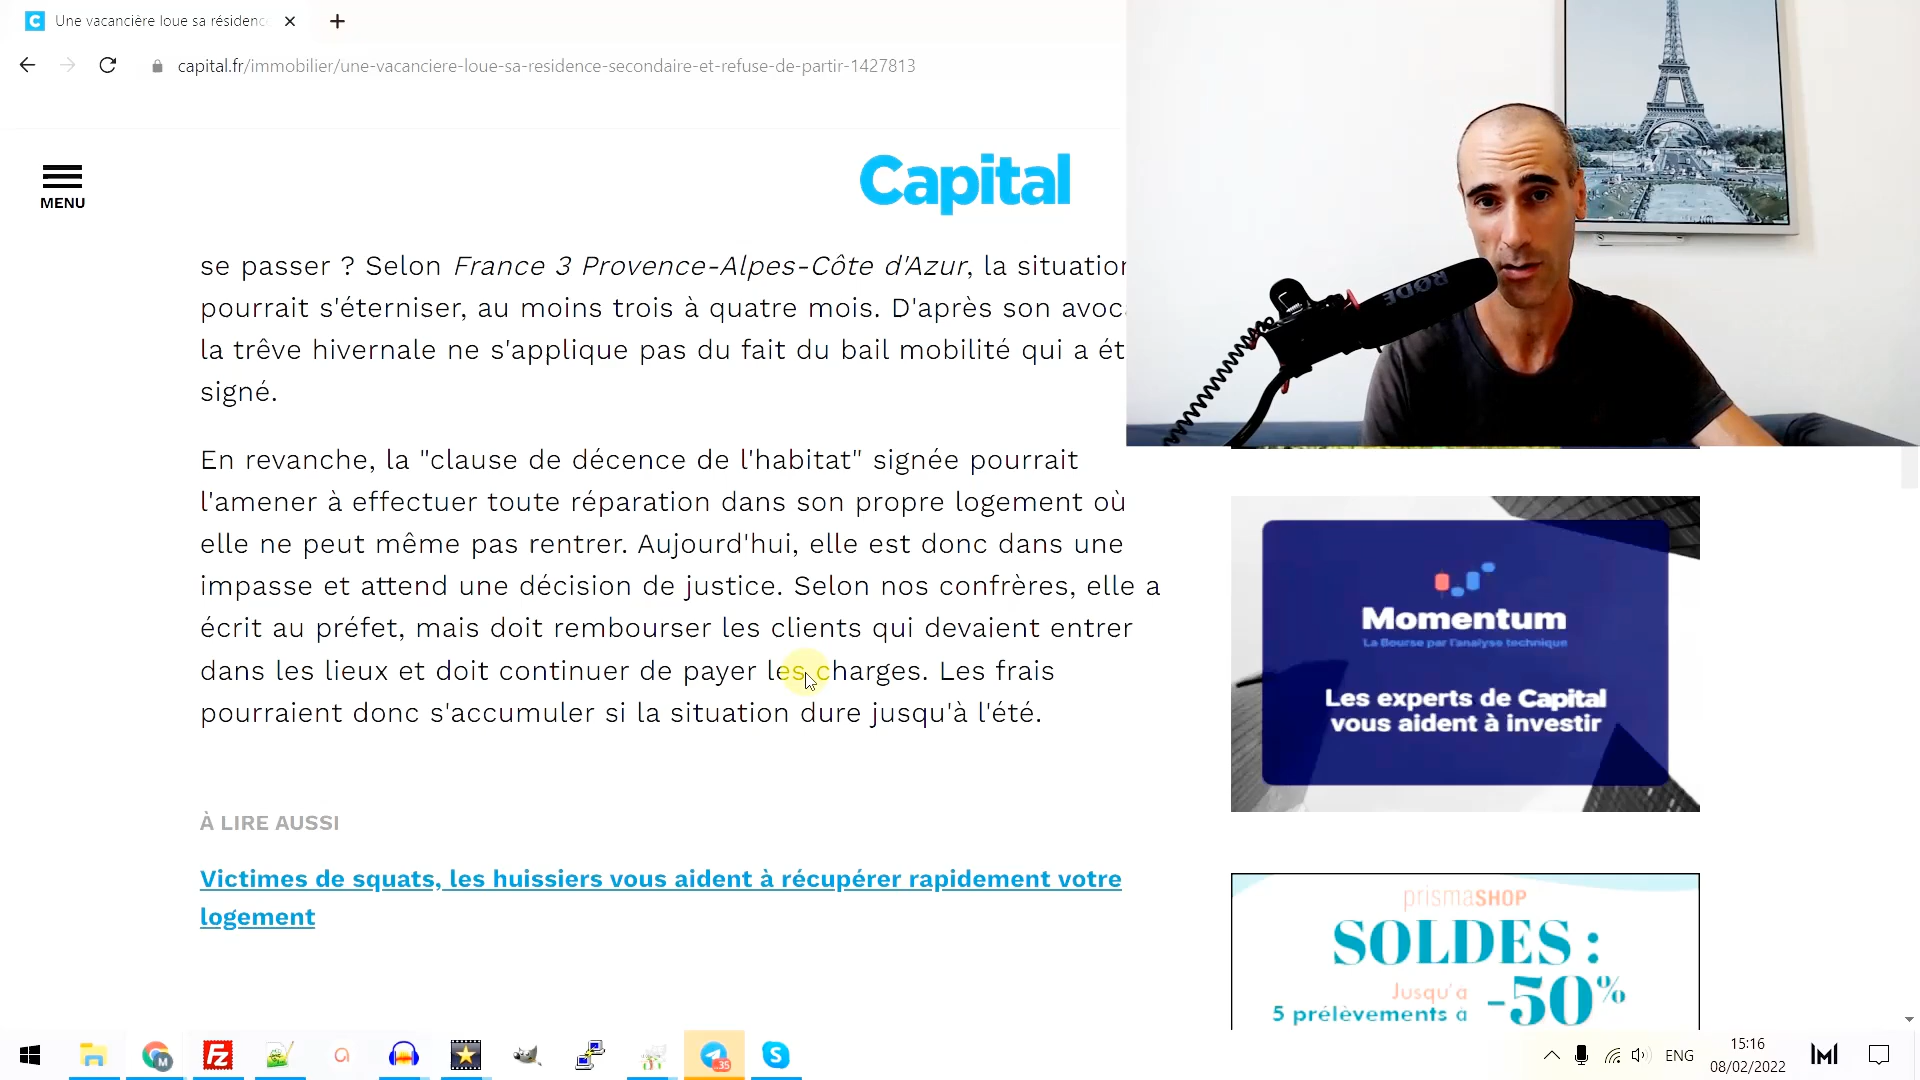 Une vacancière loue sa résidenc
capital.fr/immobilier/une-vacanciere-loue-sa-residence-secondaire-et-refuse-de-partir-1427813
MENU
Capital
se passer ? Selon France 3 Provence-Alpes-Côte d'Azur, la situation
pourrait s'éterniser, au moins trois à quatre mois. D'après son avoc
la trêve hivernale ne s'applique pas du fait du bail mobilité qui a ét
signé.
En revanche, la "clause de décence de l'habitat" signée pourrait
l'amener à effectuer toute réparation dans son propre logement où
elle ne peut même pas rentrer. Aujourd'hui, elle est donc dans une
impasse et attend une décision de justice. Selon nos confrères, elle a
écrit au préfet, mais doit rembourser les clients qui devaient entrer
dans les lieux et doit continuer de payer les charges. Les frais
pourraient donc s'accumuler si la situation dure jusqu'à l'été.
À LIRE AUSSI
Victimes de squats, les huissiers vous aident à récupérer rapidement votre
logement
RØDE
Momentum
La Bourse par l'analyse technique
Les experts de Capital
vous aident à investir
prismaSHOP
SOLDES :
Jusqu'à
-50%
5 prélèvements à
35
ENG
15:16
08/02/2022